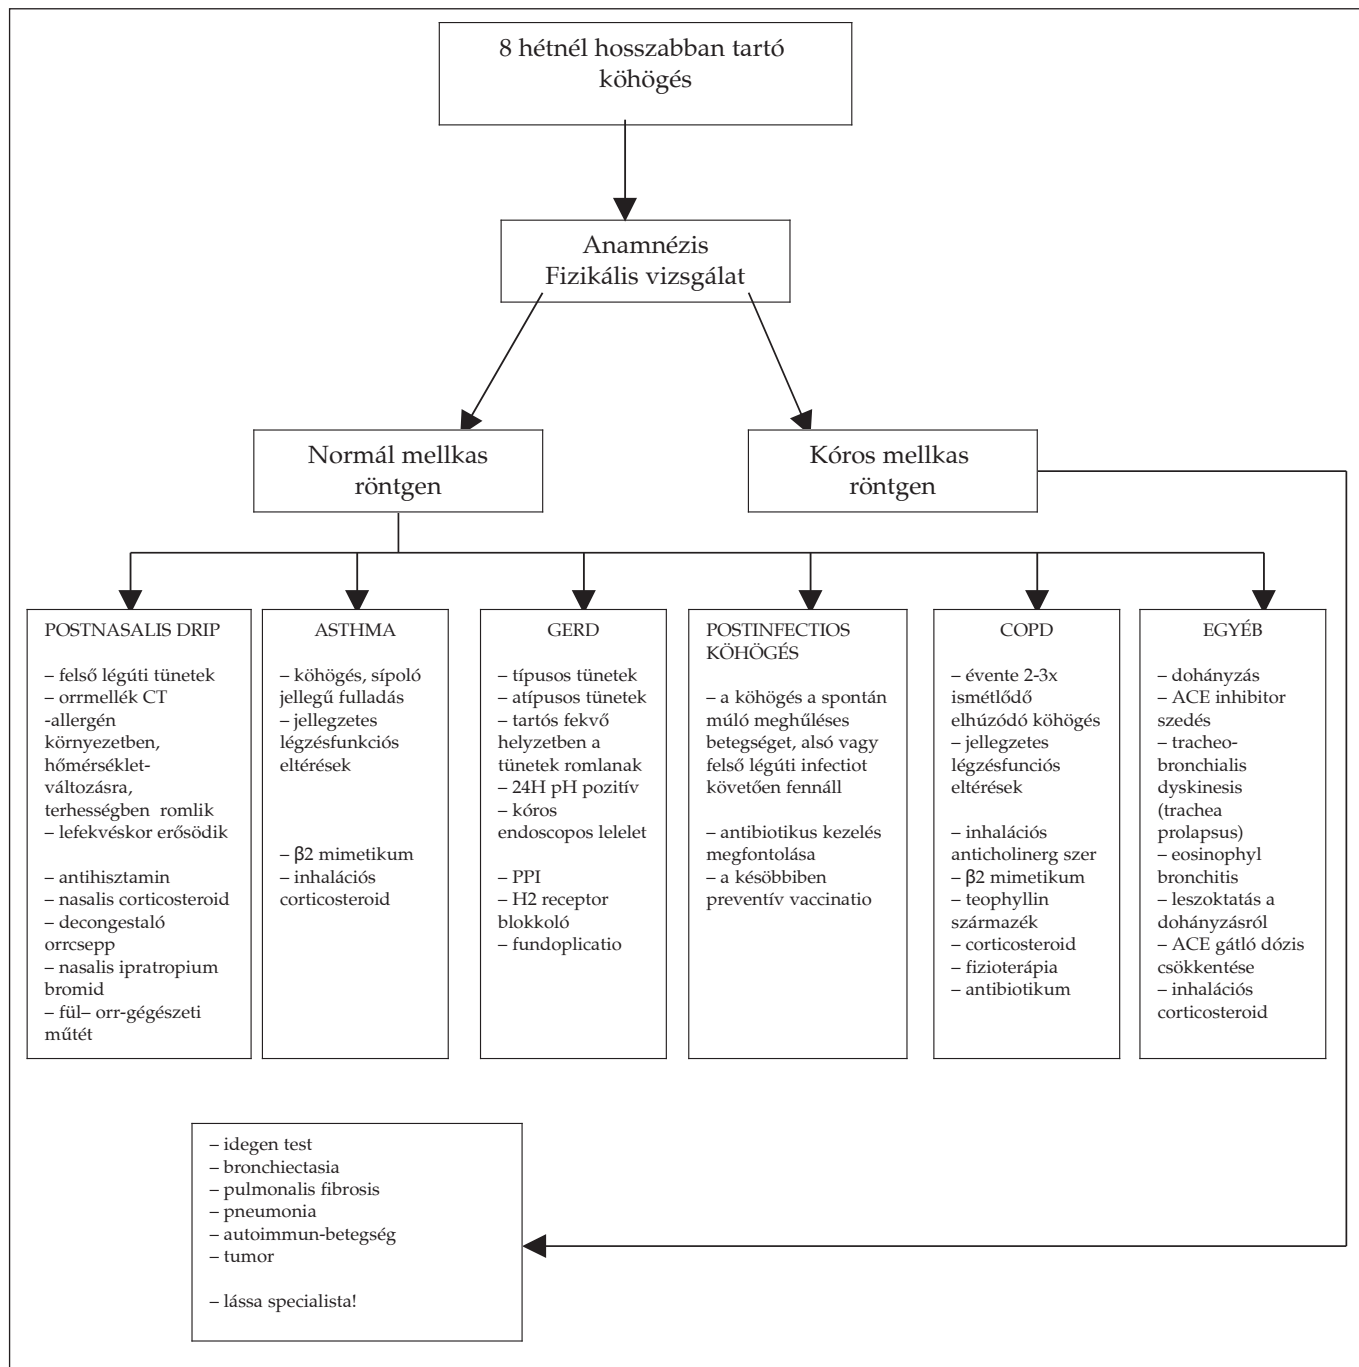 8 hétnél hosszabban tartó
köhögés
Anamnézis
Fizikális vizsgálat
Normál mellkas
röntgen
Kóros mellkas
röntgen
POSTNASALIS DRIP
– felső légúti tünetek
– orrmellék CT
-allergén
környezetben,
hőmérséklet-
változásra,
terhességben romlik
– lefekvéskor erősödik
– antihisztamin
– nasalis corticosteroid
– decongestaló
orrcsepp
– nasalis ipratropium
bromid
– fül– orr-gégészeti
műtét
ASTHMA
– köhögés, sípoló
jellegű fulladás
– jellegzetes
légzésfunkciós
eltérések
– β2 mimetikum
– inhalációs
corticosteroid
GERD
– típusos tünetek
– atípusos tünetek
– tartós fekvő
helyzetben a
tünetek romlanak
– 24H pH pozitív
– kóros
endoscopos lelelet
– PPI
– H2 receptor
blokkoló
– fundoplicatio
POSTINFECTIOS
KÖHÖGÉS
– a köhögés a spontán
múló meghűléses
betegséget, alsó vagy
felső légúti infectiot
követően fennáll
– antibiotikus kezelés
megfontolása
– a késöbbiben
preventív vaccinatio
COPD
– évente 2-3x
ismétlődő
elhúzódó köhögés
– jellegzetes
légzésfunciós
eltérések
– inhalációs
anticholinerg szer
– β2 mimetikum
– teophyllin
származék
– corticosteroid
– fizioterápia
– antibiotikum
EGYÉB
– dohányzás
– ACE inhibitor
szedés
– tracheo-
bronchialis
dyskinesis
(trachea
prolapsus)
– eosinophyl
bronchitis
– leszoktatás a
dohányzásról
– ACE gátló dózis
csökkentése
– inhalációs
corticosteroid
– idegen test
– bronchiectasia
– pulmonalis fibrosis
– pneumonia
– autoimmun-betegség
– tumor
– lássa specialista!